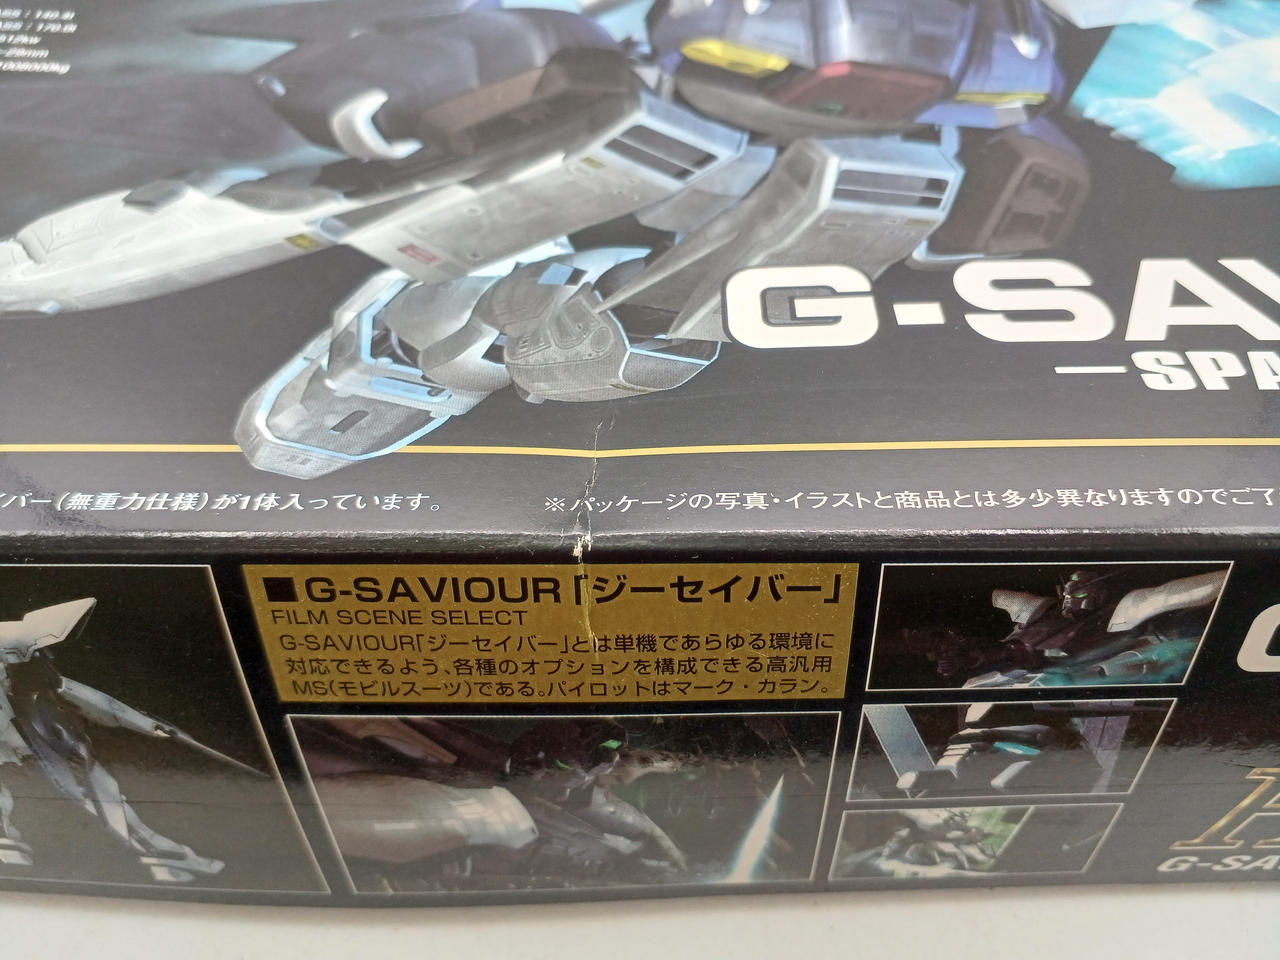 G-SAV
-SPA
バー(無重力仕様)が1体入っています。
※パッケージの写真・イラストと商品とは多少異なりますのでご了
■G-SAVIOUR「ジーセイバー」
FILM SCENE SELECT
G-SAVIOUR「ジーセイバー」とは単機であらゆる環境に
対応できるよう、各種のオプションを構成できる高汎用
MS(モビルスーツ)である。パイロットはマーク・カラン。
G-SA